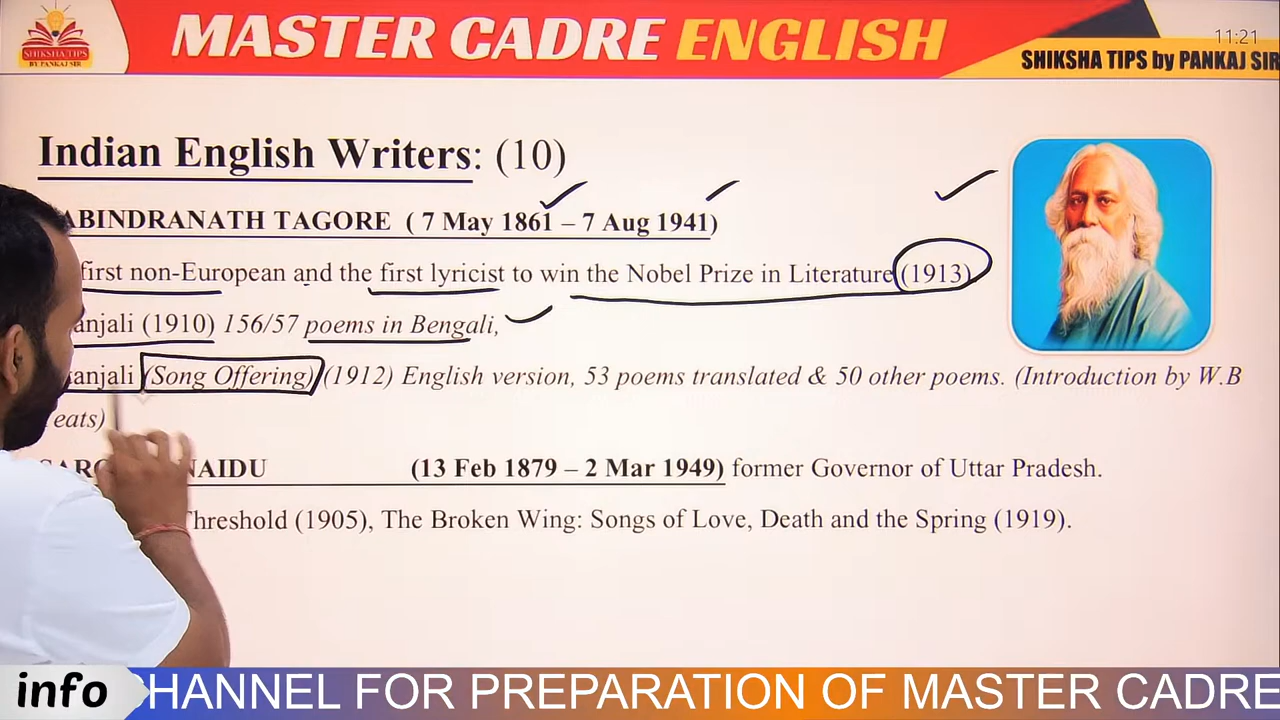 SHIKSHA TIPS
BY PANKAJ SIR
MASTER CADRE ENGLISH
11:21
SHIKSHA TIPS by PANKAJ SIR
Indian English Writers: (10)
ABINDRANATH TAGORE ( 7 May 1861 – 7 Aug 1941)
first non-European and the first lyricist to win the Nobel Prize in Literature (1913)
anjali (1910) 156/57 poems in Bengali,
anjali (Song Offering) (1912) English version, 53 poems translated & 50 other poems. (Introduction by W.B
eats)
SARO NAIDU (13 Feb 1879 – 2 Mar 1949) former Governor of Uttar Pradesh.
Threshold (1905), The Broken Wing: Songs of Love, Death and the Spring (1919).
info HANNEL FOR PREPARATION OF MASTER CADRE